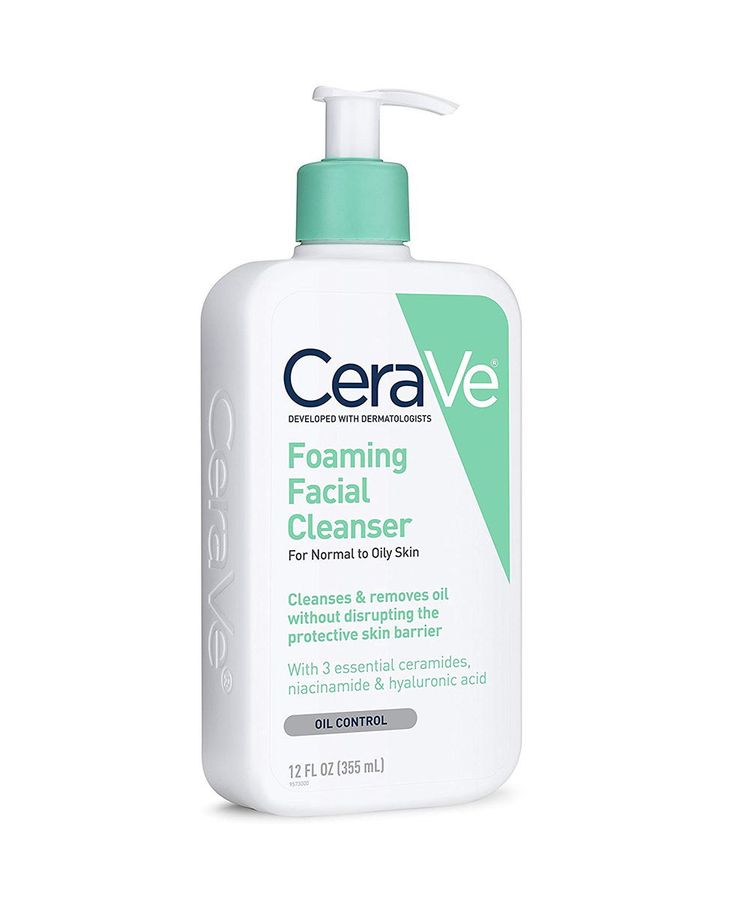 CeraVe®
DEVELOPED WITH DERMATOLOGISTS
Foaming
Facial
Cleanser
For Normal to Oily Skin
Cleanses & removes oil
without disrupting the
protective skin barrier
With 3 essential ceramides,
niacinamide & hyaluronic acid
OIL CONTROL
12 FL OZ (355 mL)
9573000
CeraVe®